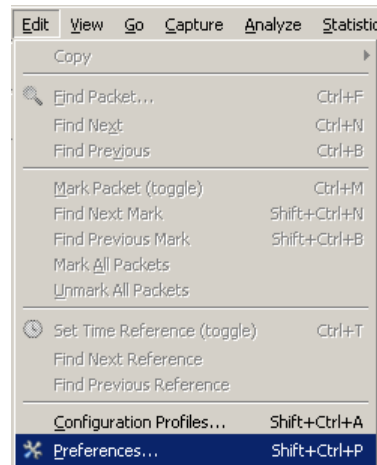 Edit View Go Capture Analyze Statistic
Copy
Find Packet... Ctrl+F
Find Next Ctrl+N
Find Previous Ctrl+B
Mark Packet (toggle) Ctrl+M
Find Next Mark Shift+Ctrl+N
Find Previous Mark Shift+Ctrl+B
Mark All Packets
Unmark All Packets
Set Time Reference (toggle) Ctrl+T
Find Next Reference
Find Previous Reference
Configuration Profiles... Shift+Ctrl+A
Preferences... Shift+Ctrl+P